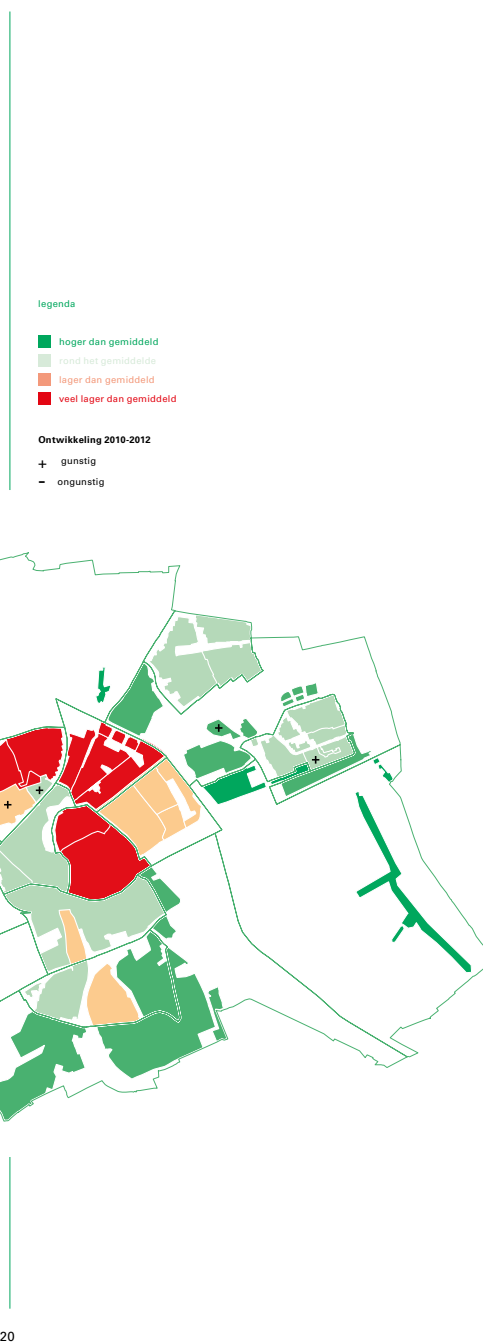 legenda
hoger dan gemiddeld
rond het gemiddelde
lager dan gemiddeld
veel lager dan gemiddeld
Ontwikkeling 2010-2012
+ gunstig
- ongunstig
+
+
+
+
20